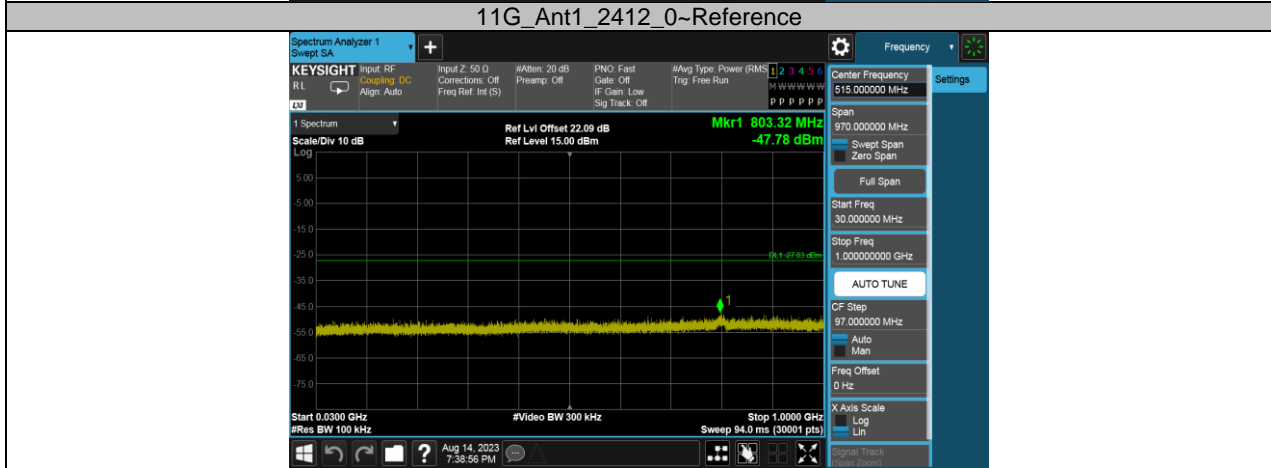 11G_Ant1_2412_0~Reference
Spectrum Analyzer 1
Swept SA
+
Frequency
KEYSIGHT
RL
LXI
Input: RF
Coupling: DC
Align: Auto
Input Z: 50 Ω
Corrections: Off
Freq Ref: Int (S)
#Atten: 20 dB
Preamp: Off
PNO: Fast
Gate: Off
IF Gain: Low
Sig Track: Off
#Avg Type: Power (RMS
Trig: Free Run
1 2 3 4 5 6
M W W W W W
P P P P P P
Center Frequency
515.000000 MHz
Settings
1 Spectrum
Scale/Div 10 dB
Log
Ref Lvl Offset 22.09 dB
Ref Level 15.00 dBm
Mkr1 803.32 MHz
-47.78 dBm
Span
970.000000 MHz
Swept Span
Zero Span
Full Span
Start Freq
30.000000 MHz
Stop Freq
1.000000000 GHz
AUTO TUNE
CF Step
97.000000 MHz
Auto
Man
Freq Offset
0 Hz
X Axis Scale
Log
Lin
Signal Track
(Span Zoom)
5.00
-5.00
-15.0
-25.0
DL1 -27.03 dBm
-35.0
-45.0
1
-55.0
-65.0
-75.0
Start 0.0300 GHz
#Res BW 100 kHz
#Video BW 300 kHz
Stop 1.0000 GHz
Sweep 94.0 ms (30001 pts)
?
Aug 14, 2023
7:38:56 PM